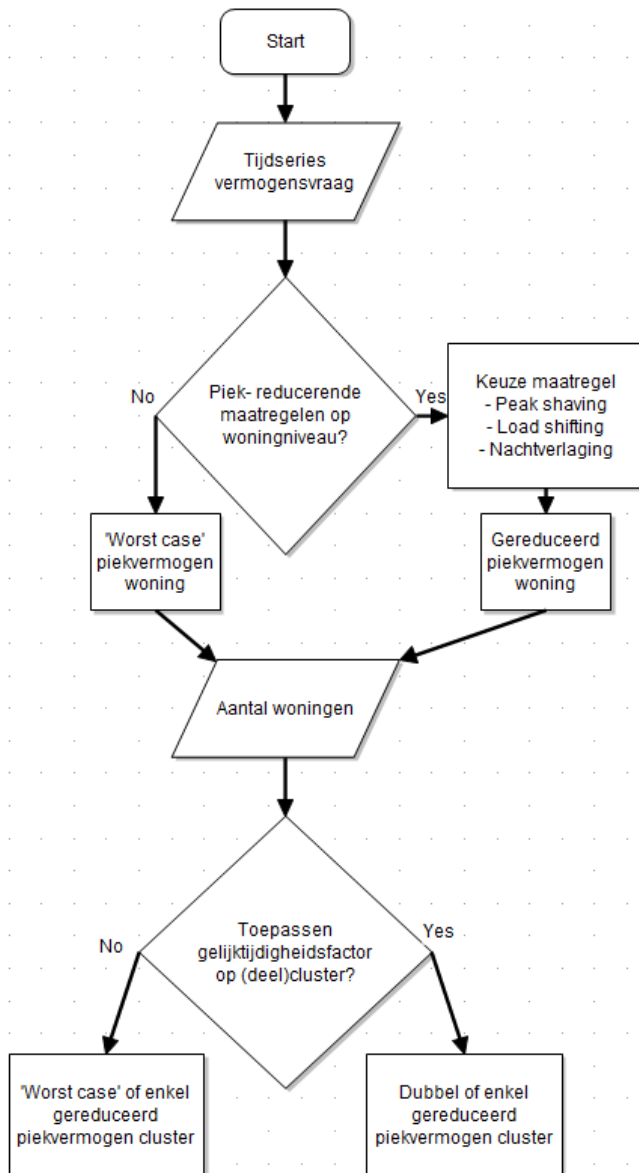 Start
Tijdseries
vermogensvraag
Piek- reducerende
maatregelen op
woningniveau?
No
Yes
Keuze maatregel
- Peak shaving
- Load shifting
- Nachtverlaging
'Worst case'
piekvermogen
woning
Gereduceerd
piekvermogen
woning
Aantal woningen
Toepassen
gelijktijdigheidsfactor
op (deel)cluster?
No
Yes
'Worst case' of enkel
gereduceerd
piekvermogen cluster
Dubbel of enkel
gereduceerd
piekvermogen cluster